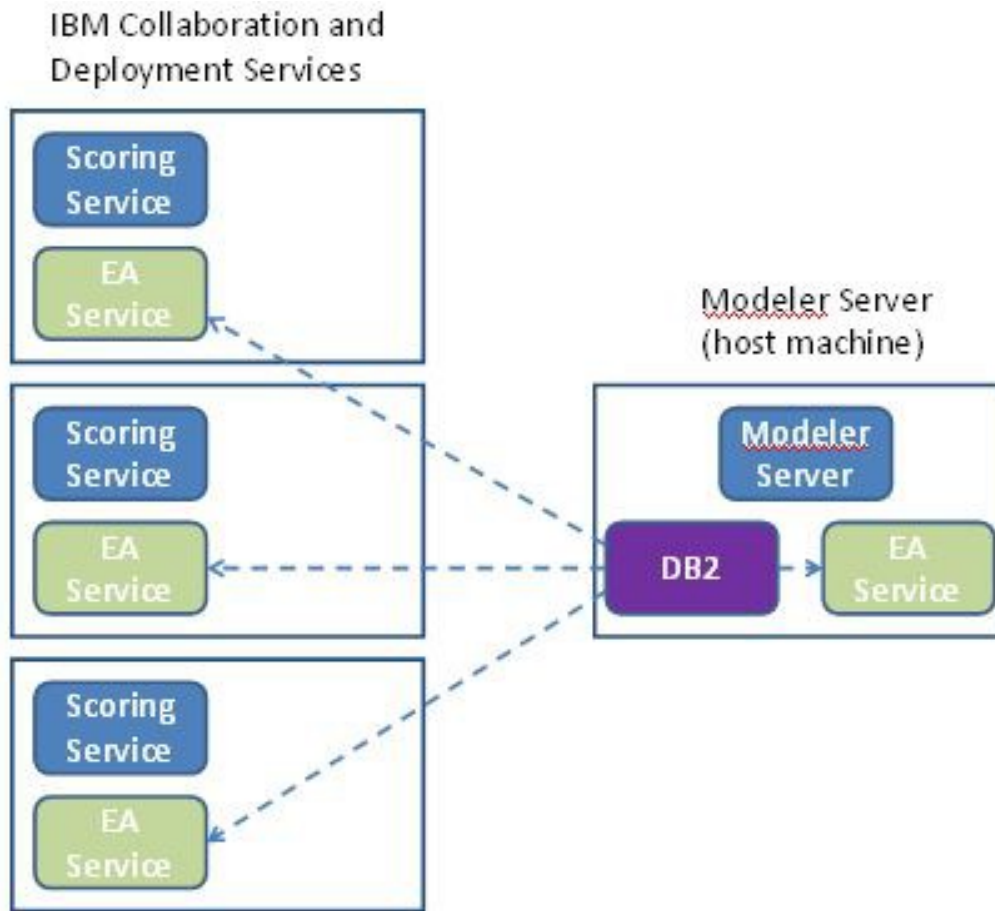 IBM Collaboration and
Deployment Services
Scoring
Service
EA
Service
Scoring
Service
EA
Service
Scoring
Service
EA
Service
Modeler Server
(host machine)
Modeler
Server
DB2
EA
Service